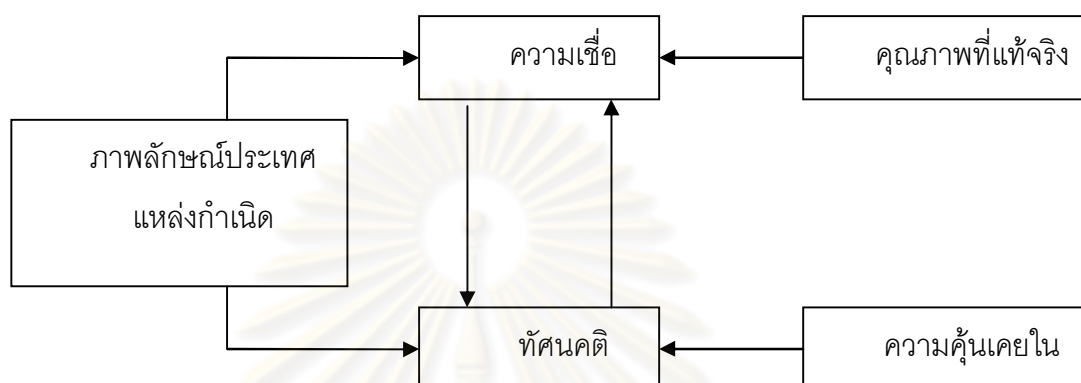 ความเชื่อ
คุณภาพที่แท้จริง
ภาพลักษณ์ประเทศ
แหล่งกำเนิด
ทัศนคติ
ความคุ้นเคยใน